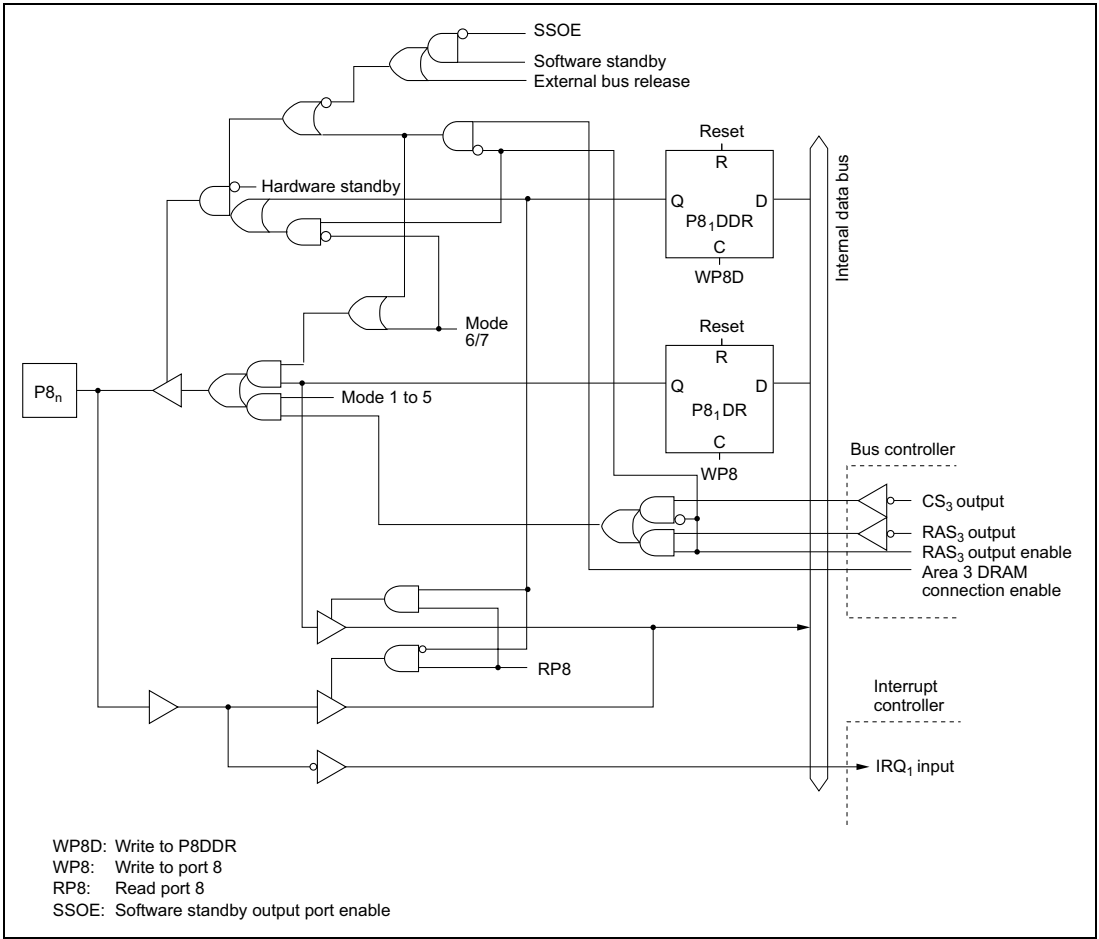 SSOE
Software standby
External bus release
Reset
R
Q
D
P8₁DDR
C
WP8D
Internal data bus
Hardware standby
Mode
6/7
Reset
R
Q
D
P8₁DR
C
WP8
P8ₙ
Mode 1 to 5
Bus controller
CS₃ output
RAS₃ output
RAS₃ output enable
Area 3 DRAM
connection enable
RP8
Interrupt
controller
IRQ₁ input
WP8D: Write to P8DDR
WP8: Write to port 8
RP8: Read port 8
SSOE: Software standby output port enable